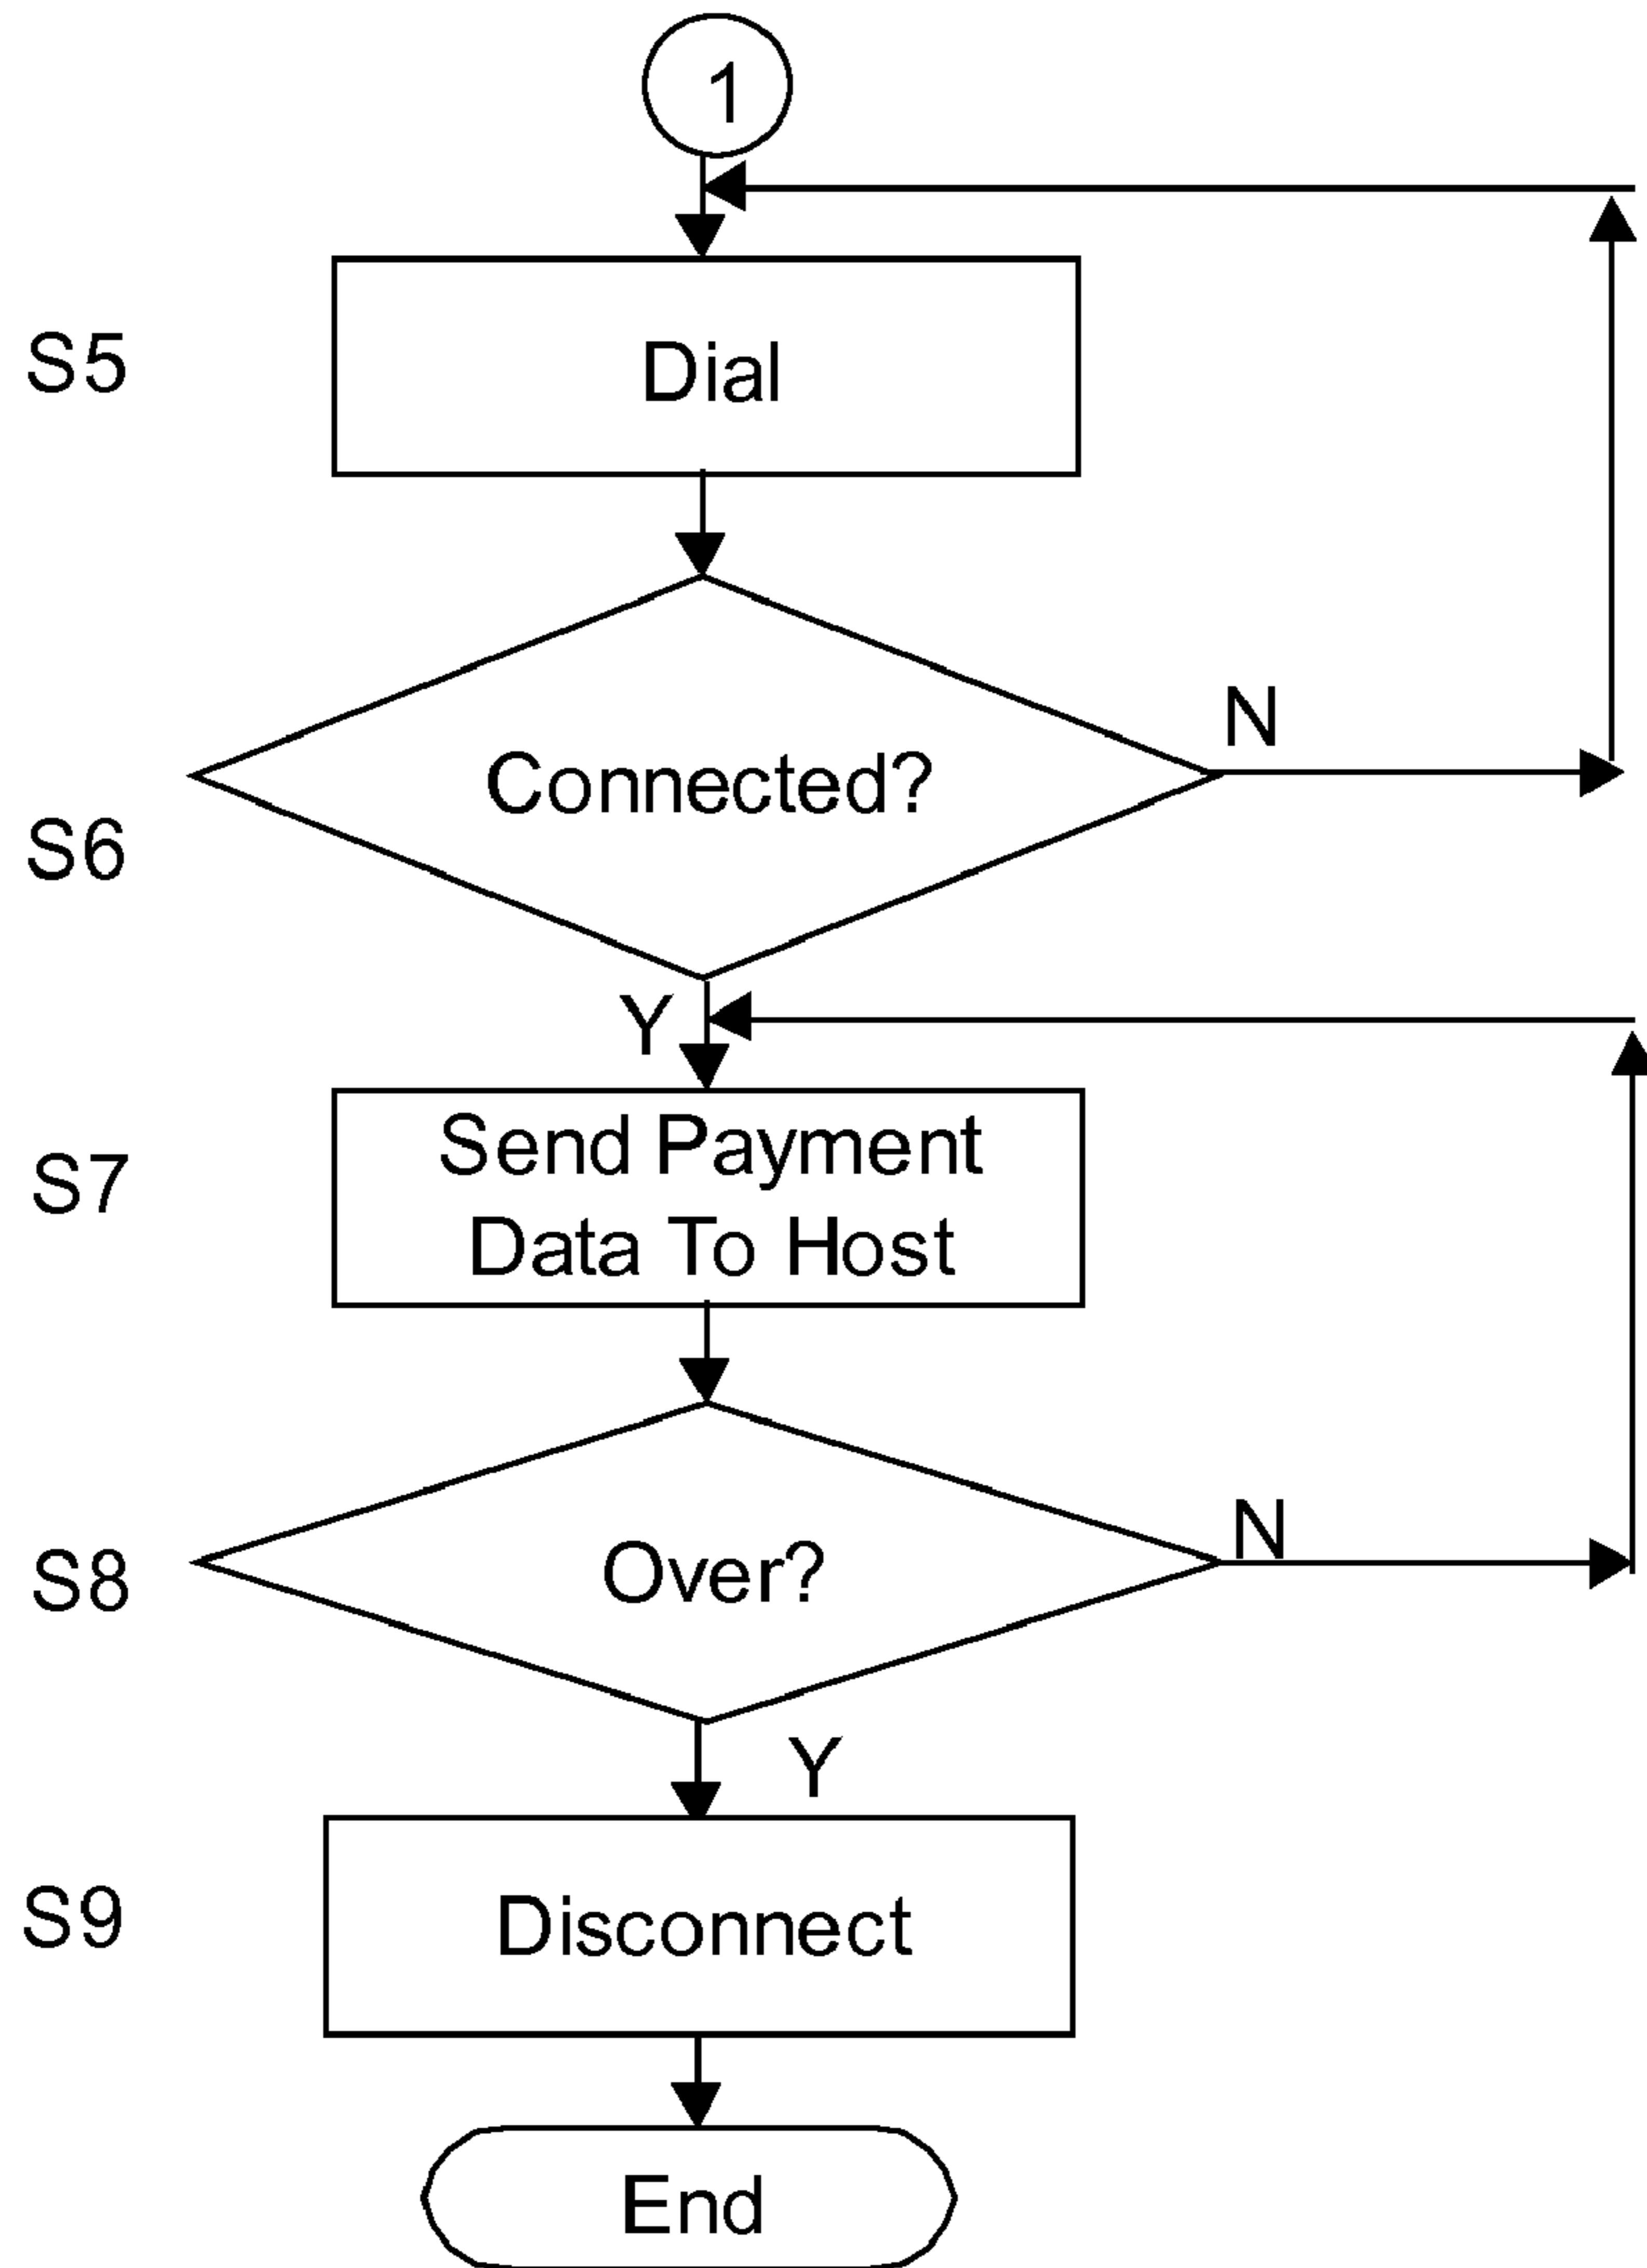 1
S5
Dial
N
Connected?
S6
Y
Send Payment
S7
Data To Host
N
Over?
S8
Y
Disconnect
S9
End